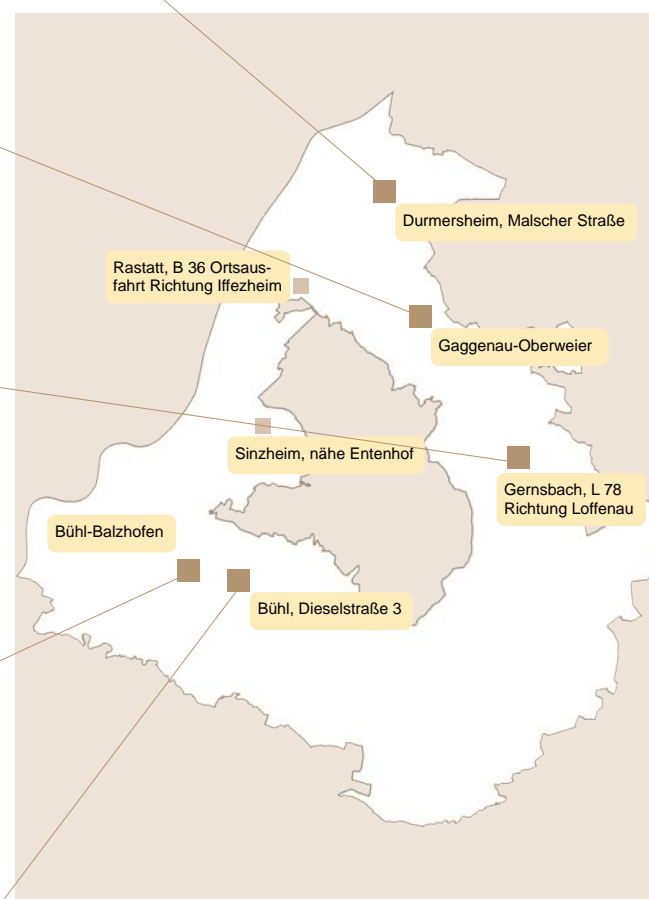 Durmersheim, Malscher Straße
Rastatt, B 36 Ortsaus-
fahrt Richtung Iffezheim
Gaggenau-Oberweier
Sinzheim, nähe Entenhof
Gernsbach, L 78
Richtung Loffenau
Bühl-Balzhofen
Bühl, Dieselstraße 3